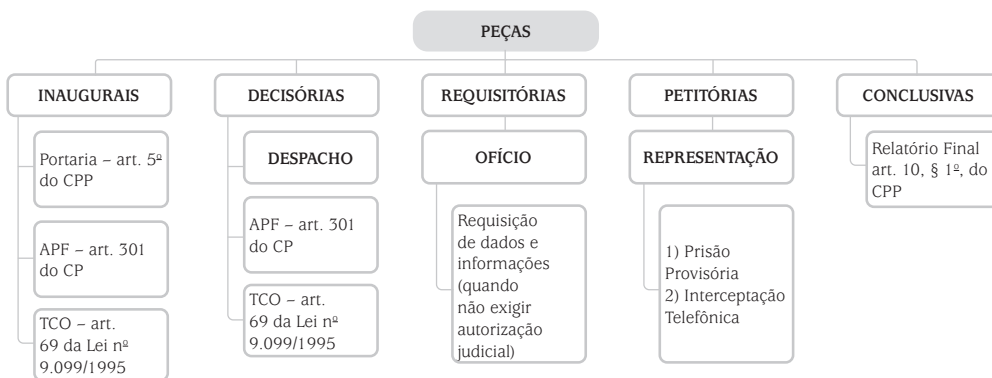 PEÇAS
INAUGURAIS
Portaria – art. 5º
do CPP
APF – art. 301
do CP
TCO – art.
69 da Lei nº
9.099/1995
DECISÓRIAS
DESPACHO
APF – art. 301
do CP
TCO – art.
69 da Lei nº
9.099/1995
REQUISITÓRIAS
OFÍCIO
Requisição
de dados e
informações
(quando
não exigir
autorização
judicial)
PETITÓRIAS
REPRESENTAÇÃO
1) Prisão
Provisória
2) Interceptação
Telefônica
CONCLUSIVAS
Relatório Final
art. 10, § 1º, do
CPP